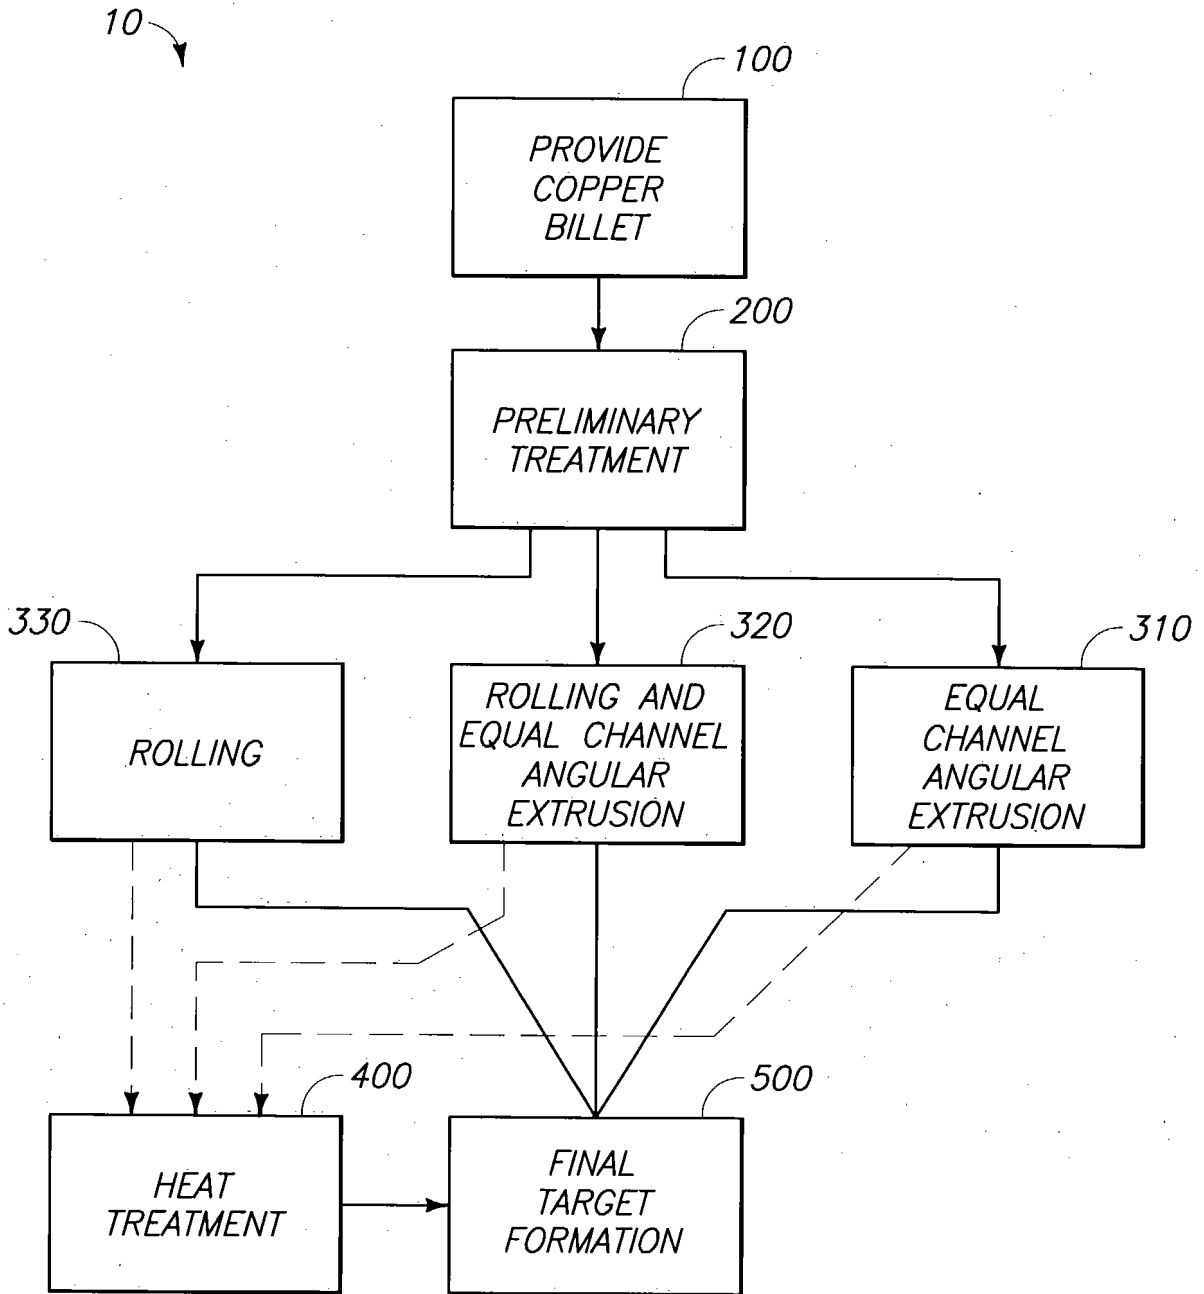 10
100
PROVIDE
COPPER
BILLET
200
PRELIMINARY
TREATMENT
330
ROLLING
320
ROLLING AND
EQUAL CHANNEL
ANGULAR
EXTRUSION
310
EQUAL
CHANNEL
ANGULAR
EXTRUSION
400
HEAT
TREATMENT
500
FINAL
TARGET
FORMATION